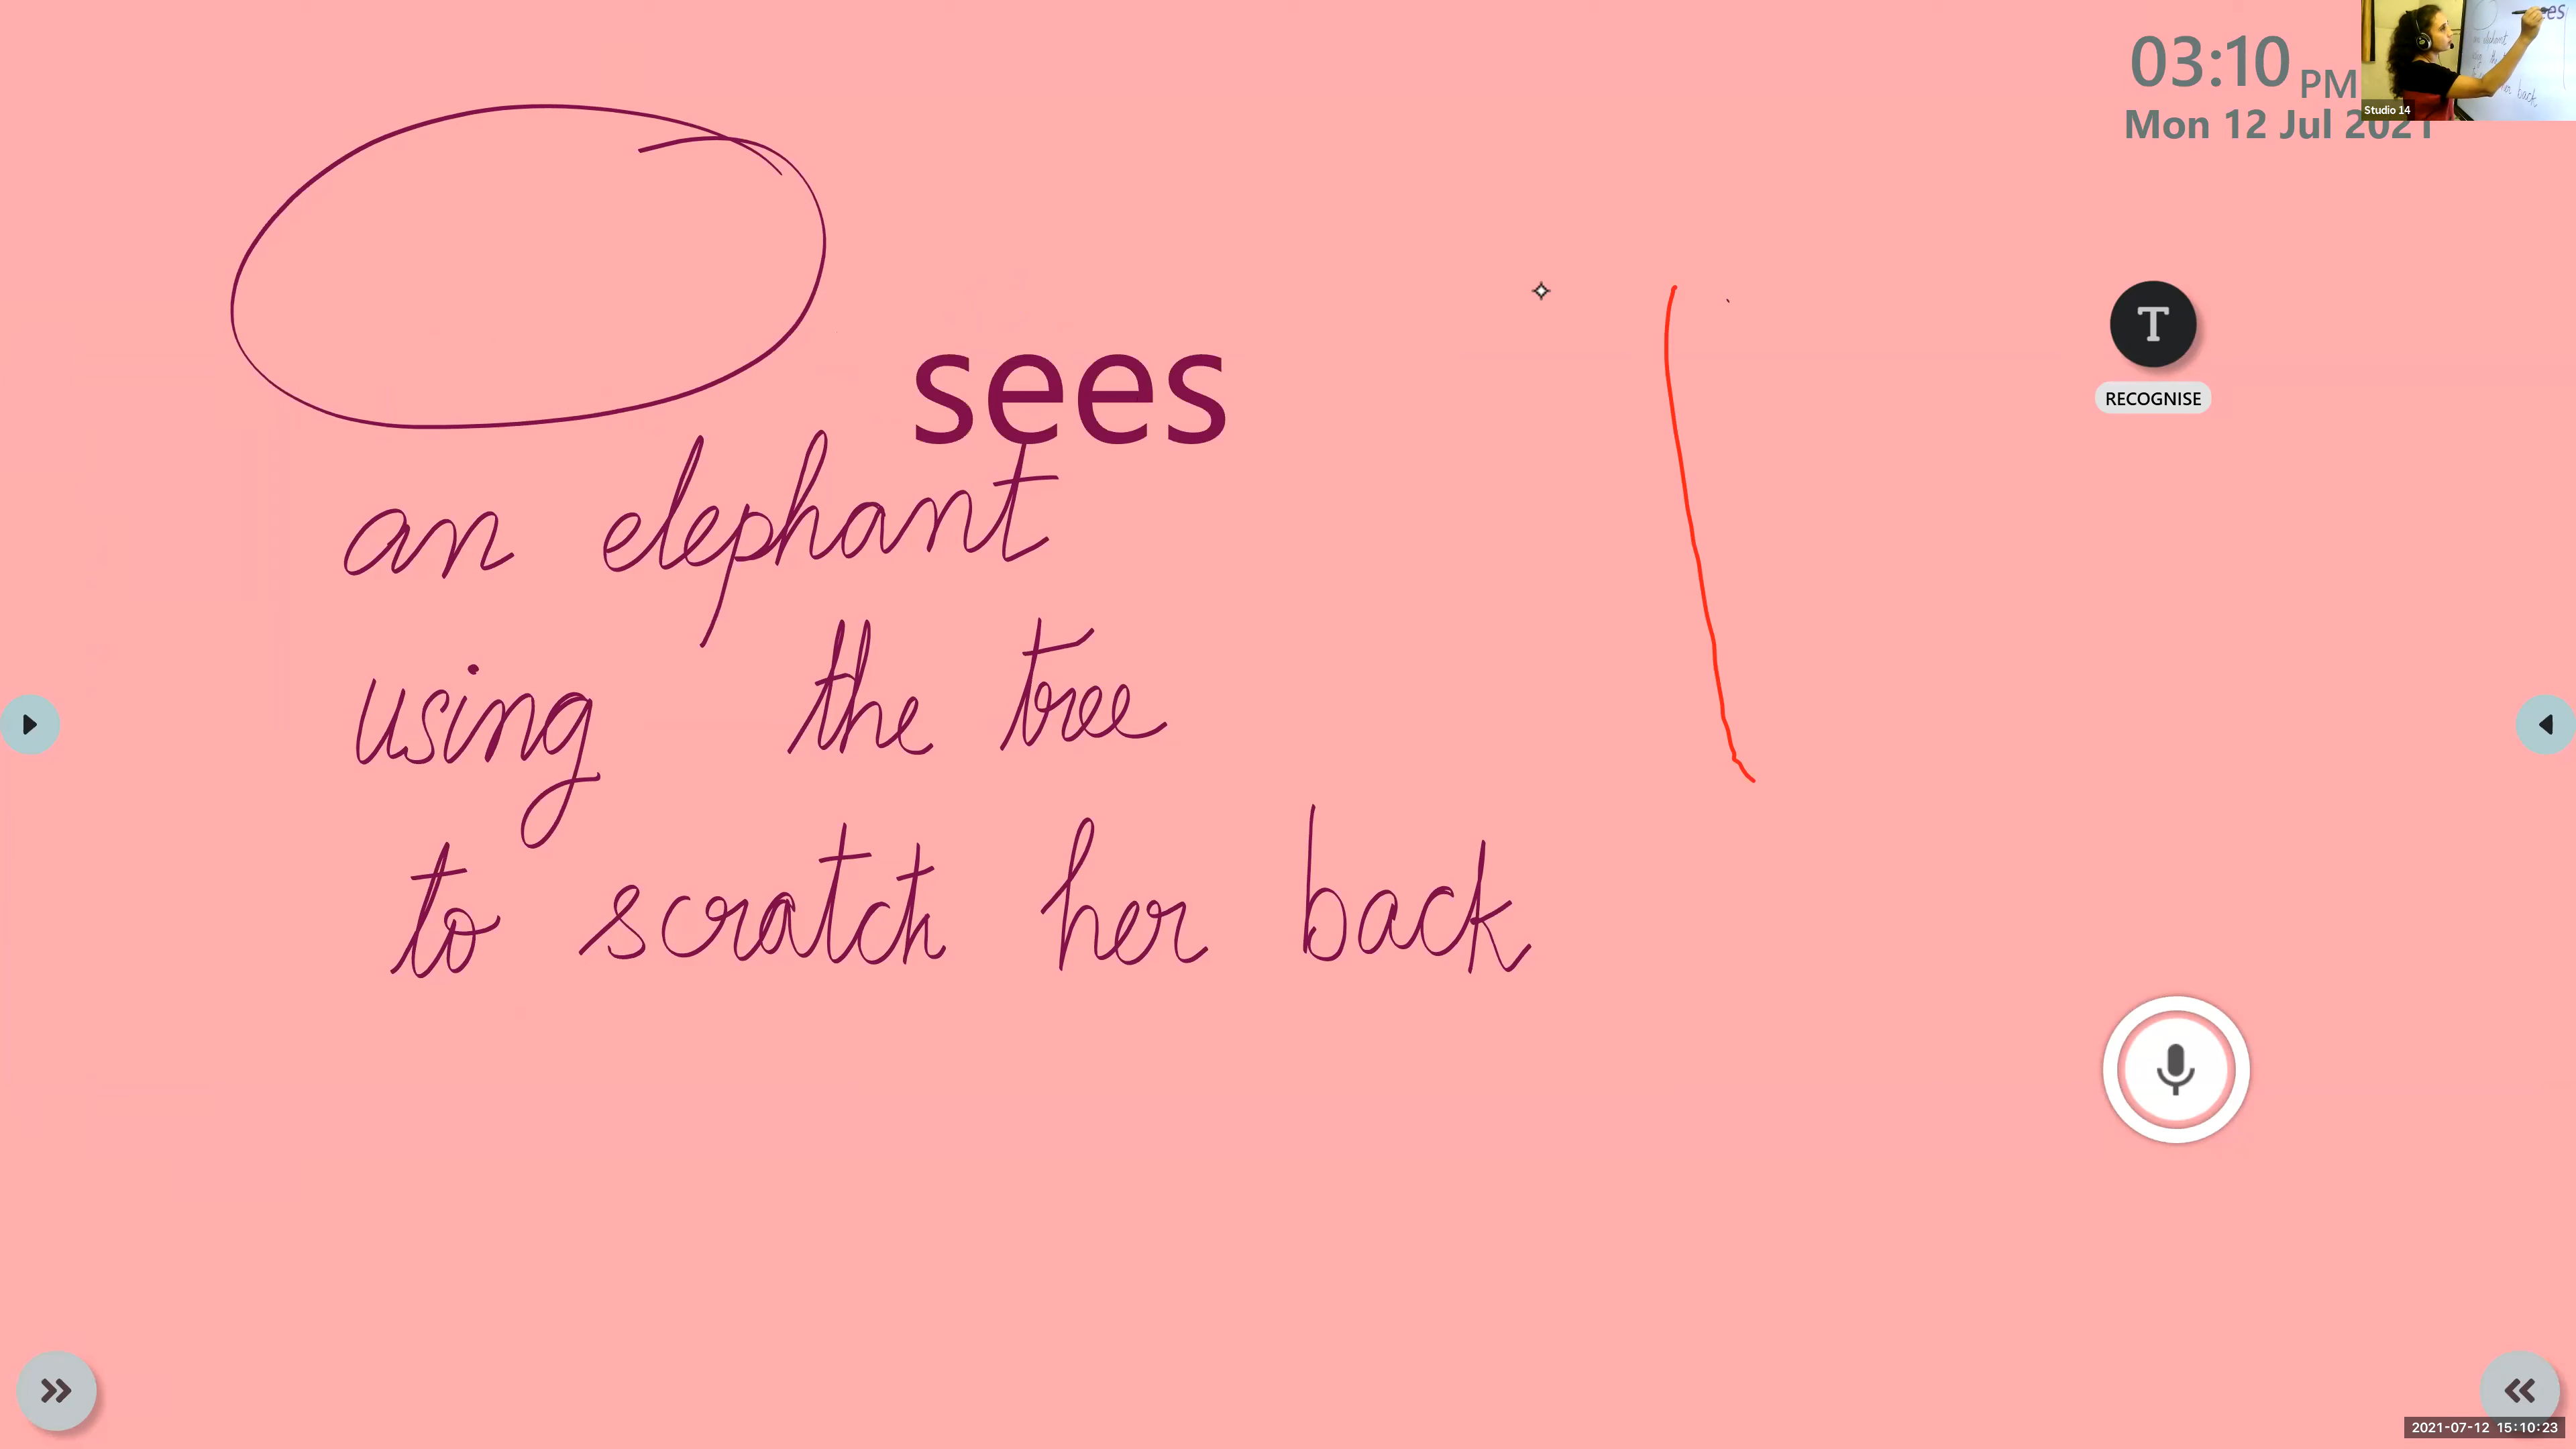 03:10 PM
Mon 12 Jul 2021
Studio 14
sees
RECOGNISE
an elephant
using the tree
to scratch her back
2021-07-12 15:10:23